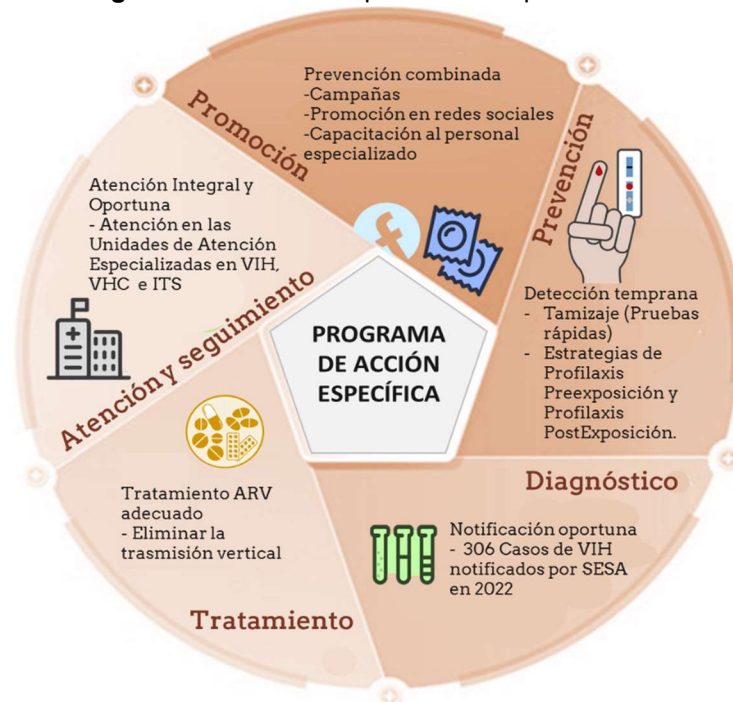 Promoción
Prevención combinada
-Campañas
-Promoción en redes sociales
-Capacitación al personal
especializado
Prevención
Detección temprana
- Tamizaje (Pruebas
rápidas)
- Estrategias de
Profilaxis
Preexposición y
Profilaxis
PostExposición.
Diagnóstico
Notificación oportuna
- 306 Casos de VIH
notificados por SESA
en 2022
Tratamiento
Tratamiento ARV
adecuado
- Eliminar la
trasmisión vertical
Atención y seguimiento
Atención Integral y
Oportuna
- Atención en las
Unidades de Atención
Especializadas en VIH,
VHC e ITS
PROGRAMA
DE ACCIÓN
ESPECÍFICA